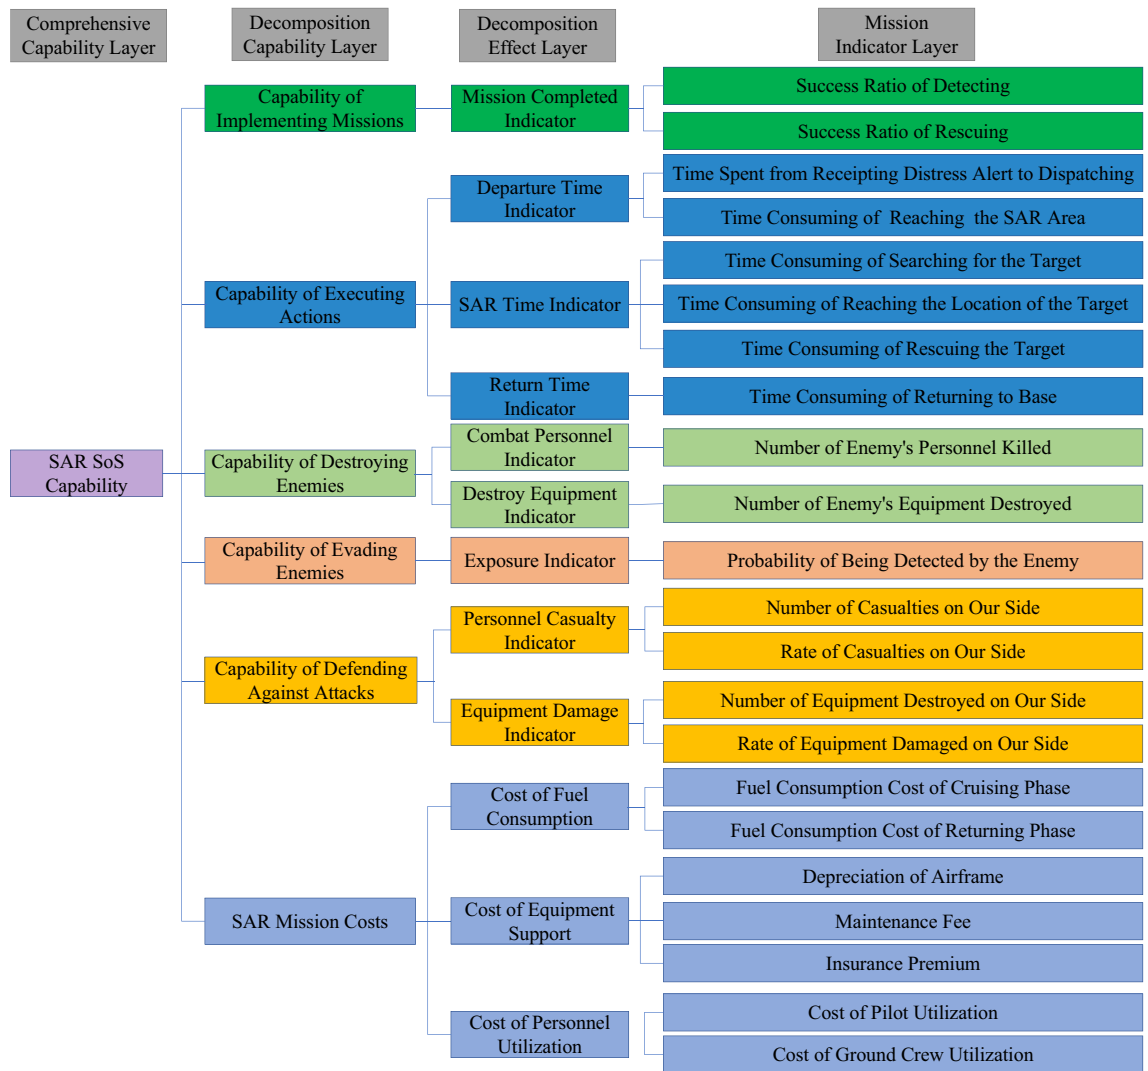 Comprehensive
Capability Layer
Decomposition
Capability Layer
Decomposition
Effect Layer
Mission
Indicator Layer
SAR SoS
Capability
Capability of
Implementing Missions
Mission Completed
Indicator
Success Ratio of Detecting
Success Ratio of Rescuing
Capability of Executing
Actions
Departure Time
Indicator
Time Spent from Receipting Distress Alert to Dispatching
Time Consuming of Reaching the SAR Area
SAR Time Indicator
Time Consuming of Searching for the Target
Time Consuming of Reaching the Location of the Target
Time Consuming of Rescuing the Target
Return Time
Indicator
Time Consuming of Returning to Base
Capability of Destroying
Enemies
Combat Personnel
Indicator
Number of Enemy's Personnel Killed
Destroy Equipment
Indicator
Number of Enemy's Equipment Destroyed
Capability of Evading
Enemies
Exposure Indicator
Probability of Being Detected by the Enemy
Capability of Defending
Against Attacks
Personnel Casualty
Indicator
Number of Casualties on Our Side
Rate of Casualties on Our Side
Equipment Damage
Indicator
Number of Equipment Destroyed on Our Side
Rate of Equipment Damaged on Our Side
SAR Mission Costs
Cost of Fuel
Consumption
Fuel Consumption Cost of Cruising Phase
Fuel Consumption Cost of Returning Phase
Cost of Equipment
Support
Depreciation of Airframe
Maintenance Fee
Insurance Premium
Cost of Personnel
Utilization
Cost of Pilot Utilization
Cost of Ground Crew Utilization